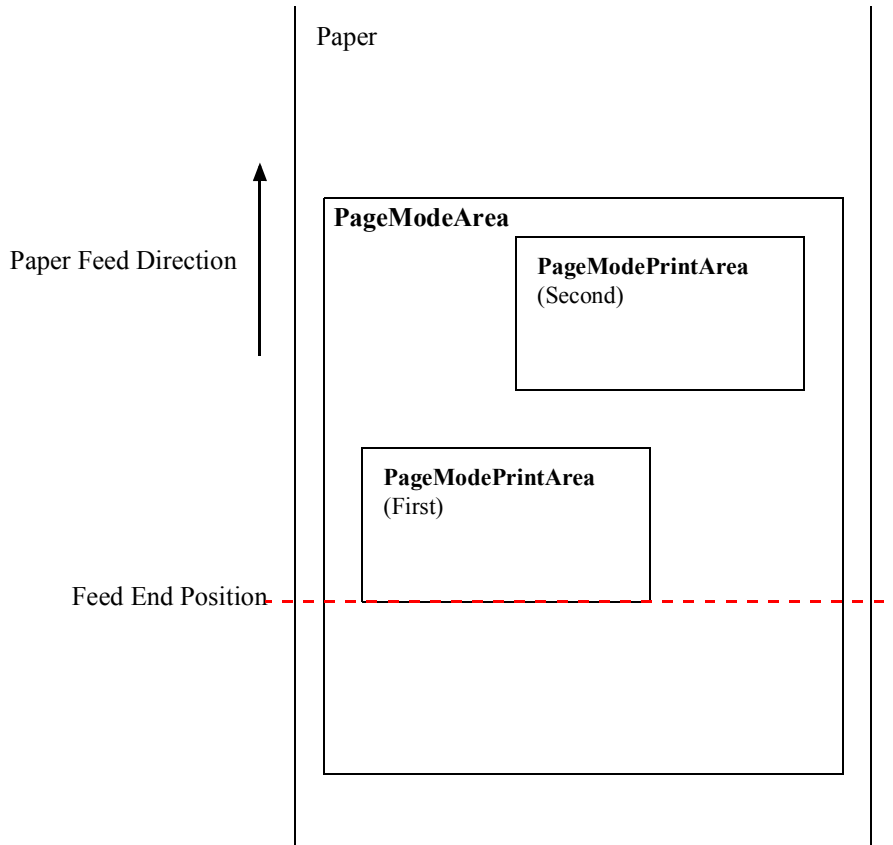 Paper
PageModeArea
Paper Feed Direction
PageModePrintArea
(Second)
PageModePrintArea
(First)
Feed End Position